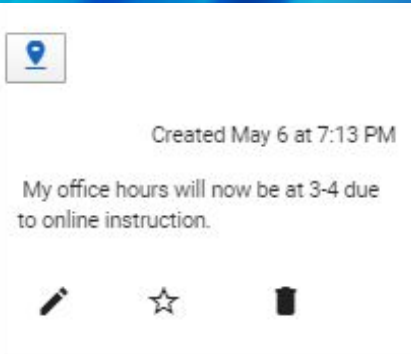 Created May 6 at 7:13 PM
My office hours will now be at 3-4 due
to online instruction.